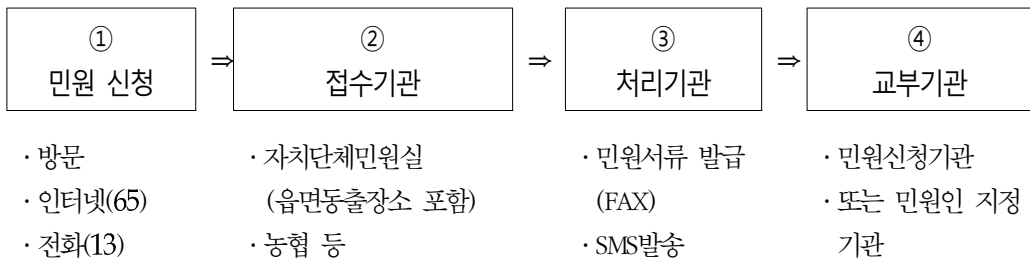 ① ② ③ ④
민원 신청 ⇒ 접수기관 ⇒ 처리기관 ⇒ 교부기관
· 방문
· 인터넷(65)
· 전화(13)
· 자치단체민원실
(읍면동출장소 포함)
· 농협 등
· 민원서류 발급
(FAX)
· SMS발송
· 민원신청기관
· 또는 민원인 지정
기관